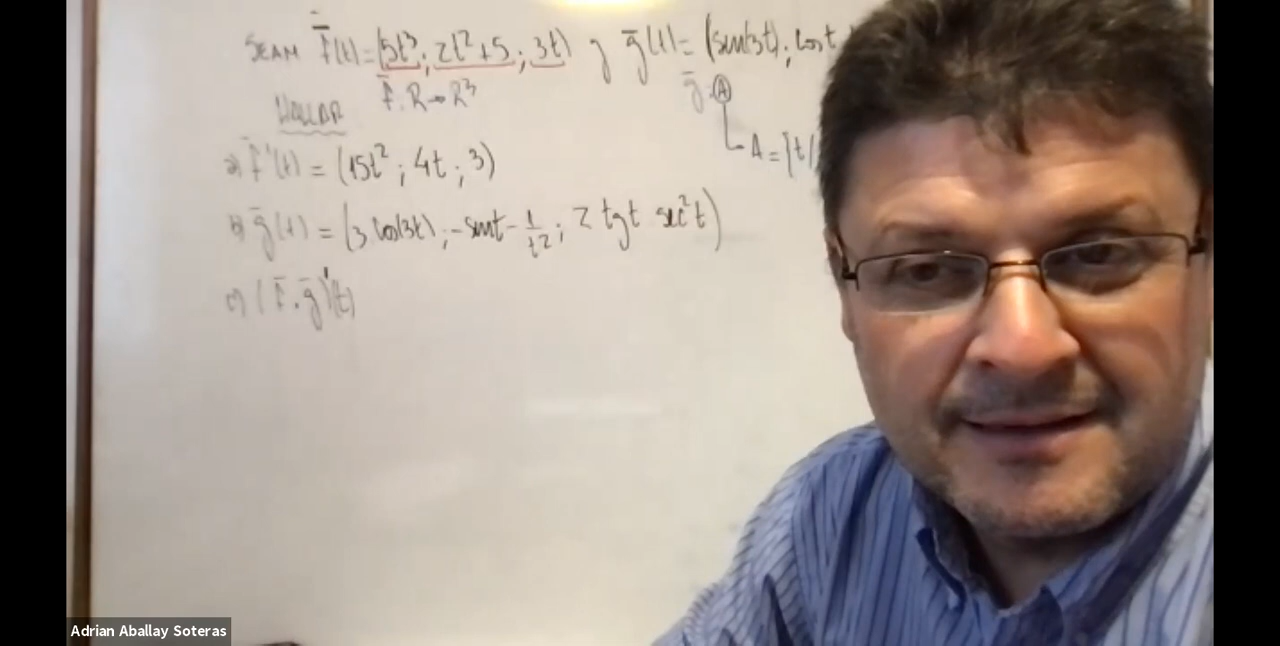 SEAN f̄(t)=(5t³; 2t²+5; 3t) y ḡ(t)=(sen(3t); cos t
f̄: R→R³
ḡ: A
HALLAR
A={t/
a) f̄'(t) = (15t²; 4t; 3)
b) ḡ'(t) = (3 cos(3t); -sent - 1/t²; 2 tg t sec² t)
c) (f̄ . ḡ)'(t)
Adrian Aballay Soteras